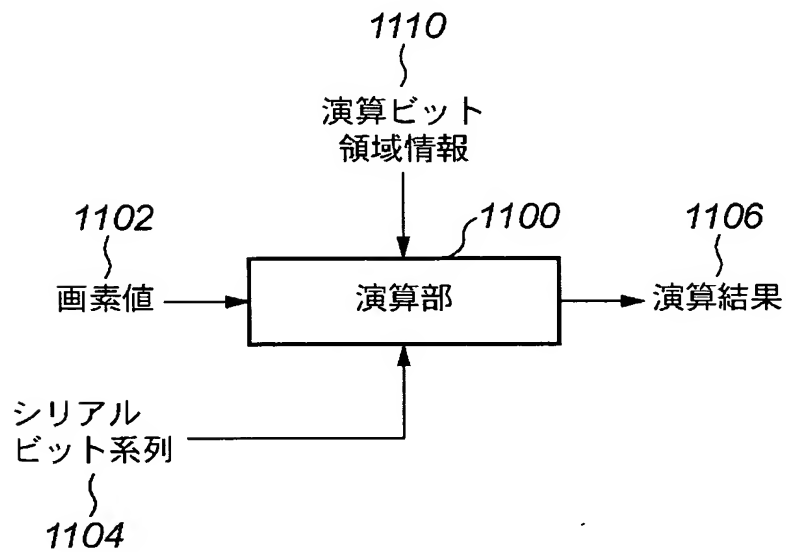 1110
演算ビット
領域情報
1102
1100
1106
画素値
演算部
演算結果
シリアル
ビット系列
1104